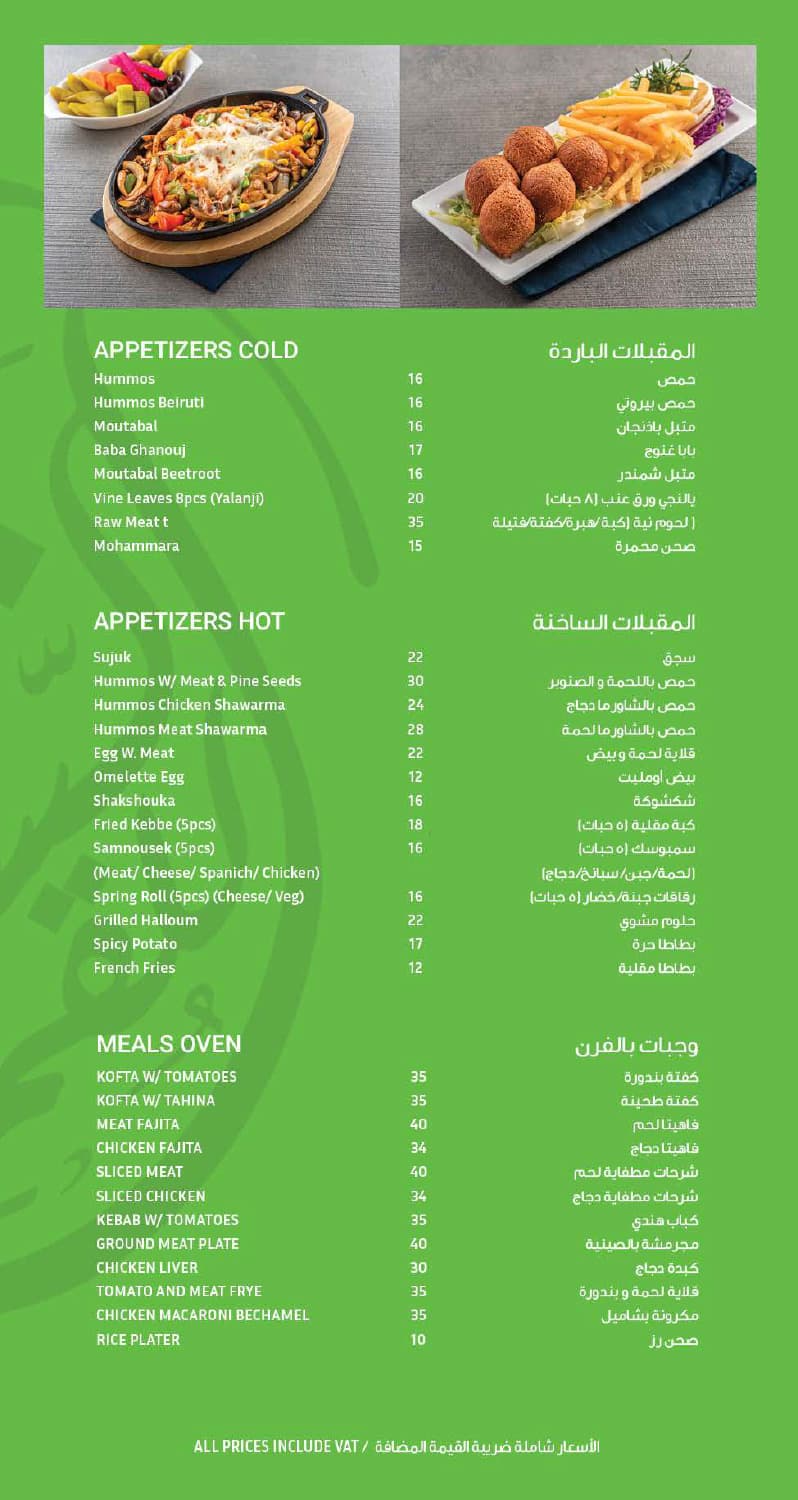 APPETIZERS COLD المقبلات الباردة
Hummos 16 حمص
Hummos Beiruti 16 حمص بيروتي
Moutabal 16 متبل باذنجان
Baba Ghanouj 17 بابا غنوج
Moutabal Beetroot 16 متبل شمندر
Vine Leaves 8pcs (Yalanji) 20 يالنجي ورق عنب (٨ حبات)
Raw Meat t 35 ( لحوم نية (كبة/هبرة/كفتة/فتيلة
Mohammara 15 صحن محمرة
APPETIZERS HOT المقبلات الساخنة
Sujuk 22 سجق
Hummos W/ Meat & Pine Seeds 30 حمص باللحمة و الصنوبر
Hummos Chicken Shawarma 24 حمص بالشاورما دجاج
Hummos Meat Shawarma 28 حمص بالشاورما لحمة
Egg W. Meat 22 قلاية لحمة وبيض
Omelette Egg 12 بيض أومليت
Shakshouka 16 شكشوكة
Fried Kebbe (5pcs) 18 كبة مقلية (٥ حبات)
Samnousek (5pcs) 16 سمبوسك (٥ حبات)
(Meat/ Cheese/ Spanich/ Chicken) (لحمة/جبن/ سبانخ/دجاج)
Spring Roll (5pcs) (Cheese/ Veg) 16 رقاقات جبنة/خضار (٥ حبات)
Grilled Halloum 22 حلوم مشوي
Spicy Potato 17 بطاطا حرة
French Fries 12 بطاطا مقلية
MEALS OVEN وجبات بالفرن
KOFTA W/ TOMATOES 35 كفتة بندورة
KOFTA W/ TAHINA 35 كفتة طحينة
MEAT FAJITA 40 فاهيتا لحم
CHICKEN FAJITA 34 فاهيتا دجاج
SLICED MEAT 40 شرحات مطفاية لحم
SLICED CHICKEN 34 شرحات مطفاية دجاج
KEBAB W/ TOMATOES 35 كباب هندي
GROUND MEAT PLATE 40 مجرمشة بالصينية
CHICKEN LIVER 30 كبدة دجاج
TOMATO AND MEAT FRYE 35 قلاية لحمة و بندورة
CHICKEN MACARONI BECHAMEL 35 مكرونة بشاميل
RICE PLATER 10 صحن رز
ALL PRICES INCLUDE VAT / الأسعار شاملة ضريبة القيمة المضافة